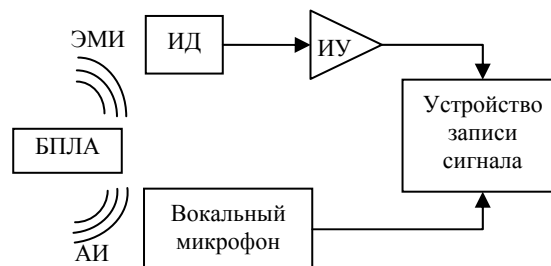 ЭМИ
ИД
ИУ
Устройство
записи
сигнала
БПЛА
Вокальный
микрофон
АИ